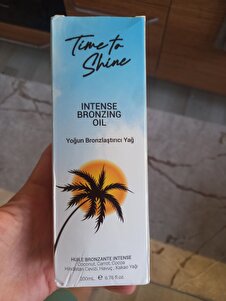 Time to
Shine
INTENSE
BRONZING
OIL
Yoğun Bronzlaştırıcı Yağ
HUILE BRONZANTE INTENSE
Coconut, Carrot, Cocoa
Hindistan Cevizi, Havuç, Kakao Yağı
200mL e 6.76 fl.oz.